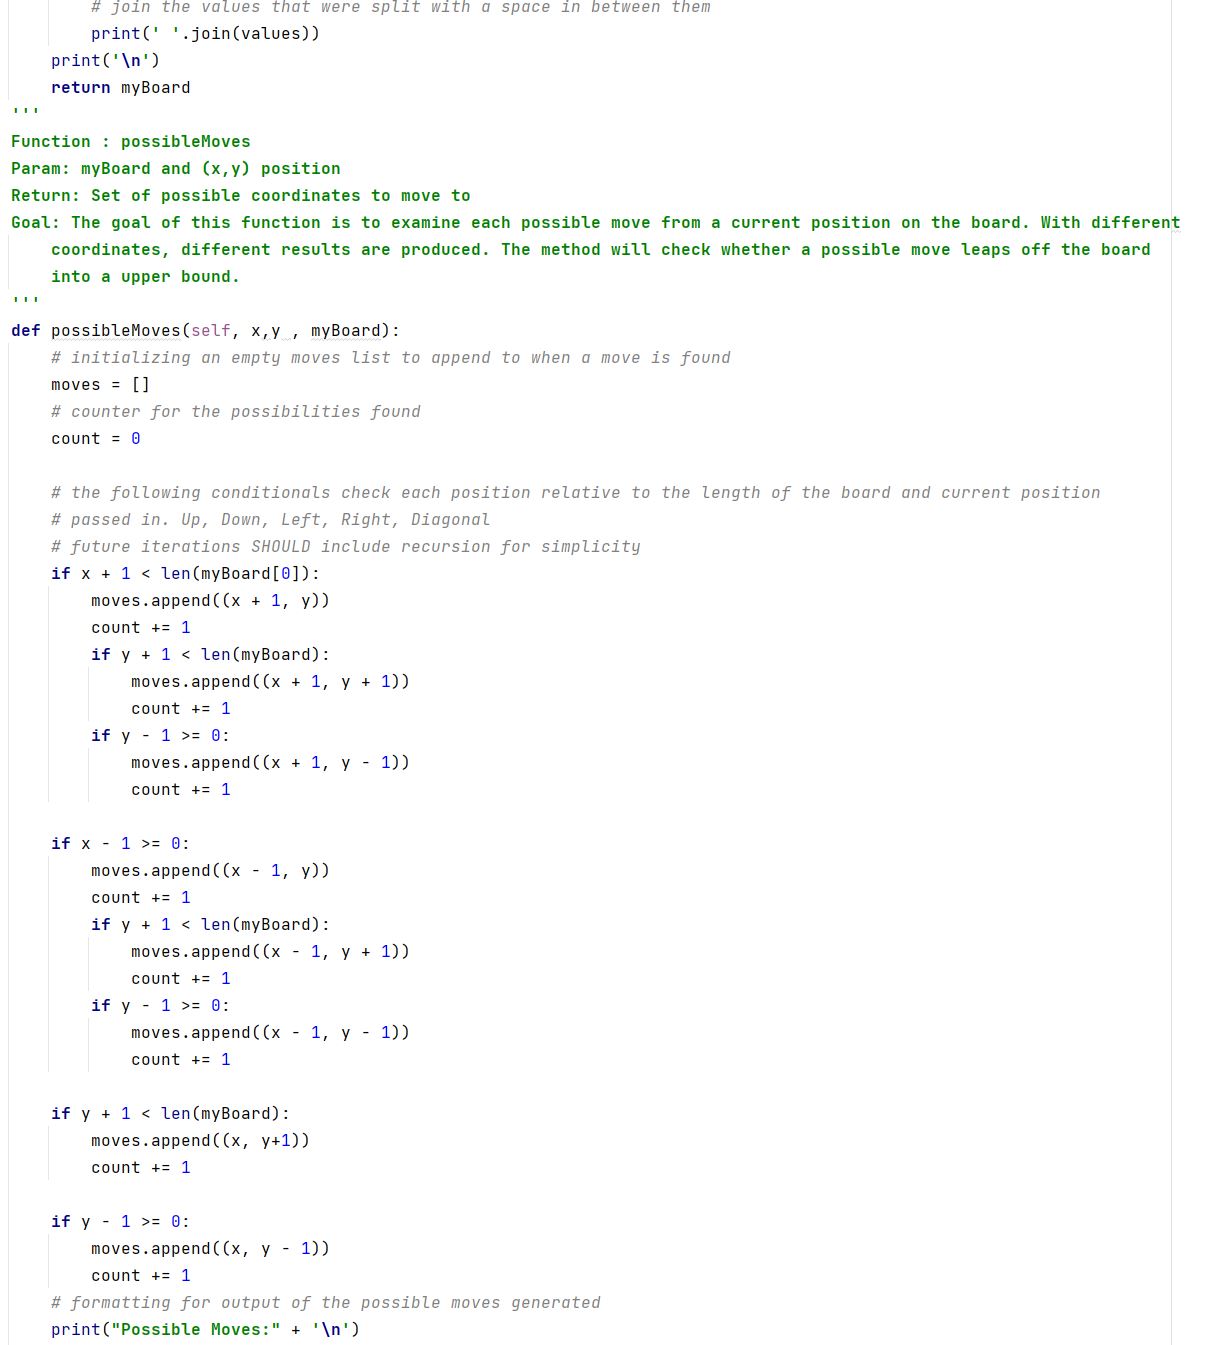 # join the values that were split with a space in between them
print(' '.join(values))
print('\n')
return myBoard
'''
Function : possibleMoves
Param: myBoard and (x,y) position
Return: Set of possible coordinates to move to
Goal: The goal of this function is to examine each possible move from a current position on the board. With different
coordinates, different results are produced. The method will check whether a possible move leaps off the board
into a upper bound.
'''
def possibleMoves(self, x,y , myBoard):
# initializing an empty moves list to append to when a move is found
moves = []
# counter for the possibilities found
count = 0
# the following conditionals check each position relative to the length of the board and current position
# passed in. Up, Down, Left, Right, Diagonal
# future iterations SHOULD include recursion for simplicity
if x + 1 < len(myBoard[0]):
moves.append((x + 1, y))
count += 1
if y + 1 < len(myBoard):
moves.append((x + 1, y + 1))
count += 1
if y - 1 >= 0:
moves.append((x + 1, y - 1))
count += 1
if x - 1 >= 0:
moves.append((x - 1, y))
count += 1
if y + 1 < len(myBoard):
moves.append((x - 1, y + 1))
count += 1
if y - 1 >= 0:
moves.append((x - 1, y - 1))
count += 1
if y + 1 < len(myBoard):
moves.append((x, y+1))
count += 1
if y - 1 >= 0:
moves.append((x, y - 1))
count += 1
# formatting for output of the possible moves generated
print("Possible Moves:" + '\n')